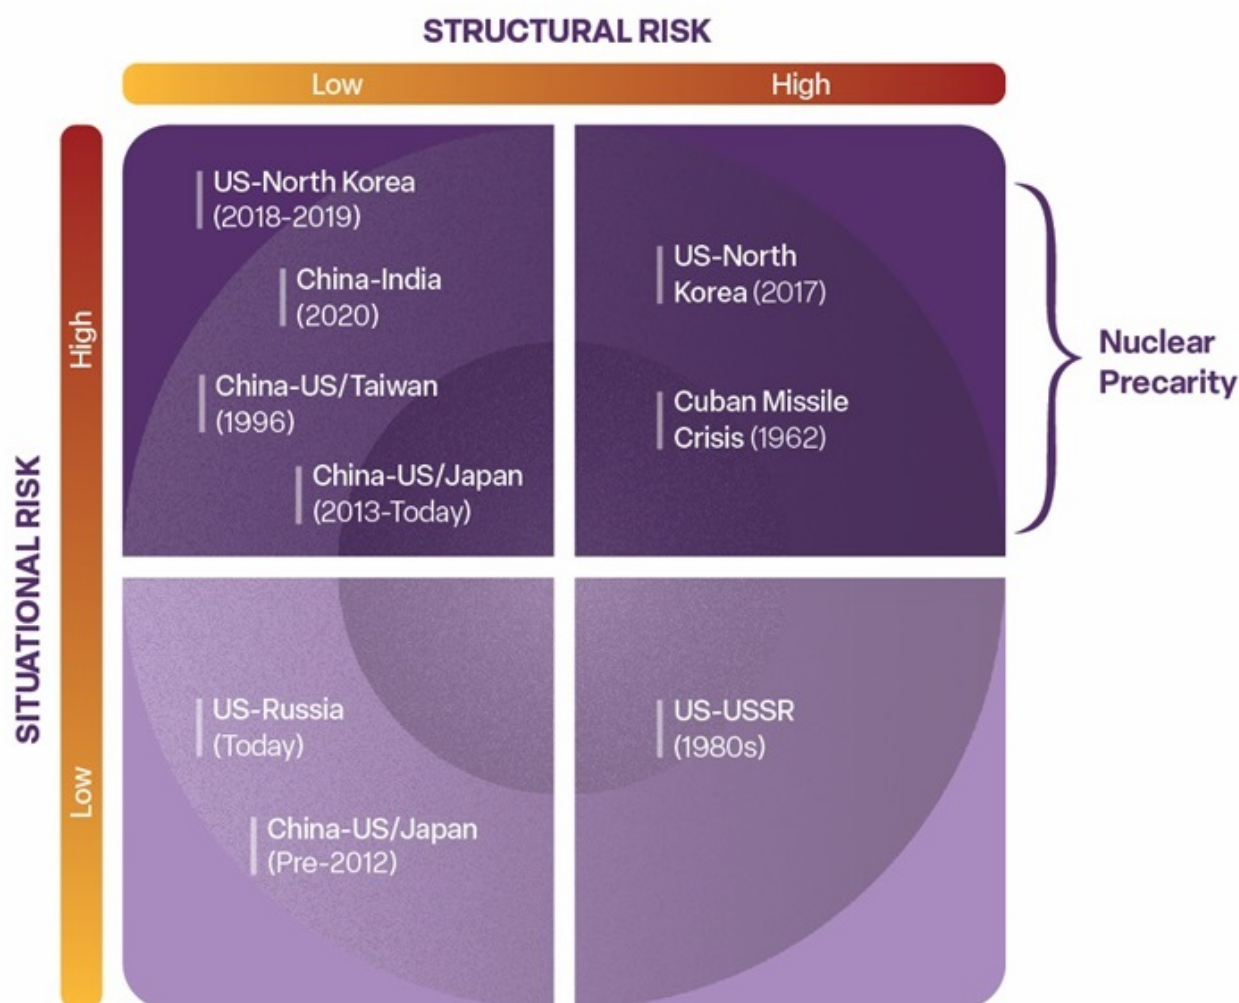 STRUCTURAL RISK
Low
High
SITUATIONAL RISK
High
Low
US-North Korea
(2018-2019)
China-India
(2020)
China-US/Taiwan
(1996)
China-US/Japan
(2013-Today)
US-North
Korea (2017)
Cuban Missile
Crisis (1962)
Nuclear
Precarity
US-Russia
(Today)
China-US/Japan
(Pre-2012)
US-USSR
(1980s)